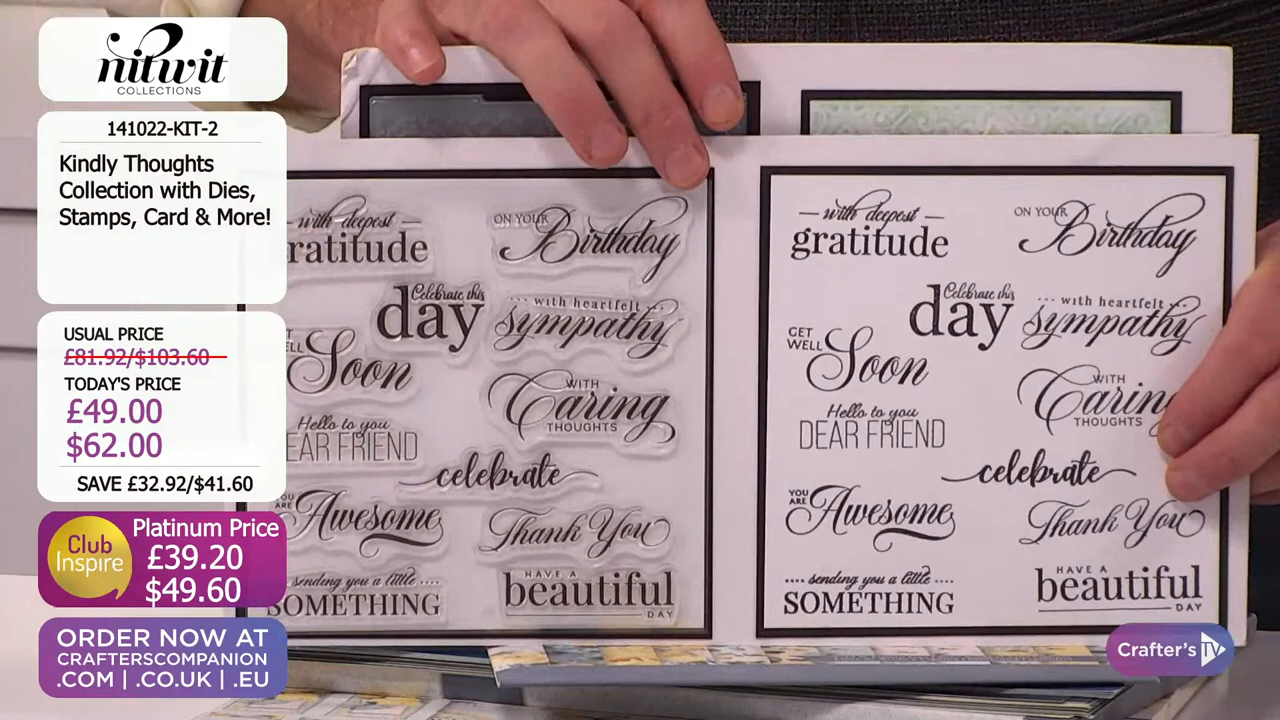 nitwit
COLLECTIONS
141022-KIT-2
Kindly Thoughts
Collection with Dies,
Stamps, Card & More!
USUAL PRICE
£81.92/$103.60
TODAY'S PRICE
£49.00
$62.00
SAVE £32.92/$41.60
Club
Inspire
Platinum Price
£39.20
$49.60
ORDER NOW AT
CRAFTERSCOMPANION
.COM | .CO.UK | .EU
with deepest
ratitude
ON YOUR
Birthday
Celebrate this
day
with heartfelt
sympathy
ELL
Soon
WITH
Caring
THOUGHTS
Hello to you
EAR FRIEND
celebrate
YOU
ARE
Awesome
Thank You
sending you a little
SOMETHING
HAVE A
beautiful
DAY
with deepest
gratitude
ON YOUR
Birthday
Celebrate this
day
with heartfelt
sympathy
GET
WELL
Soon
WITH
Caring
THOUGHTS
Hello to you
DEAR FRIEND
celebrate
YOU
ARE
Awesome
Thank You
sending you a little
SOMETHING
HAVE A
beautiful
DAY
Crafter's TV